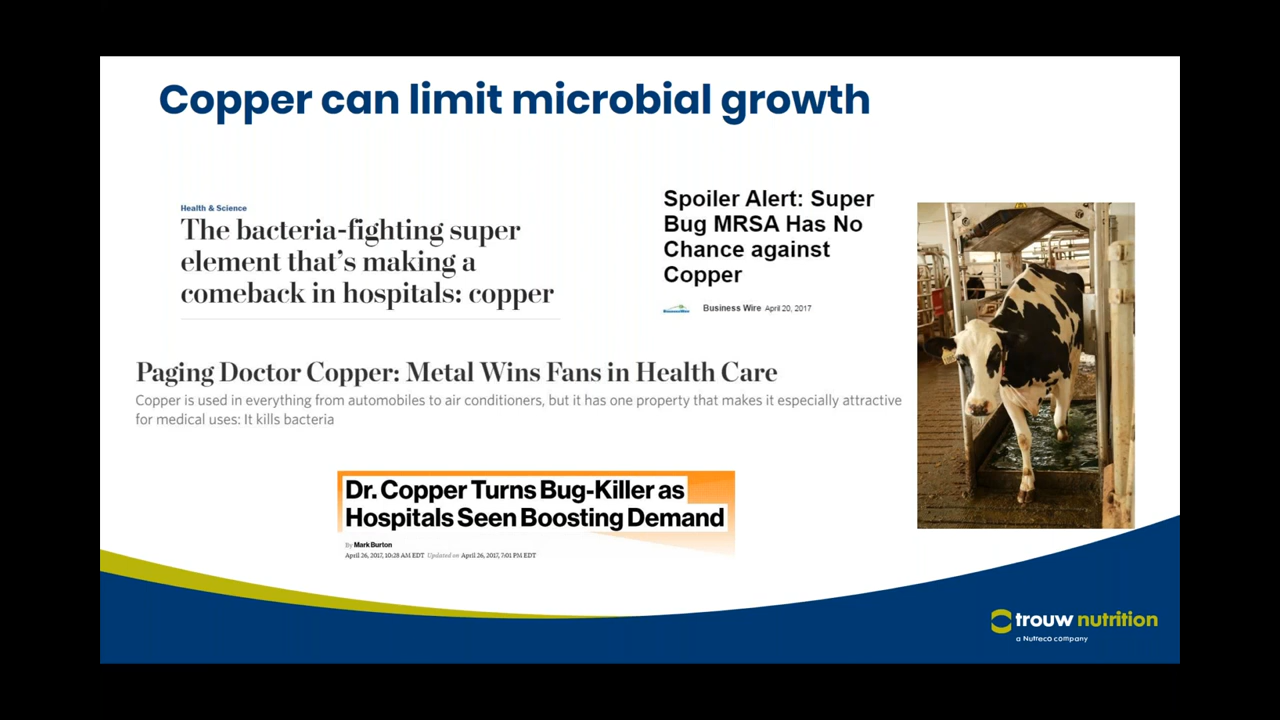 Copper can limit microbial growth
Health & Science
The bacteria-fighting super
element that's making a
comeback in hospitals: copper
Spoiler Alert: Super
Bug MRSA Has No
Chance against
Copper
Business Wire April 20, 2017
Paging Doctor Copper: Metal Wins Fans in Health Care
Copper is used in everything from automobiles to air conditioners, but it has one property that makes it especially attractive
for medical uses: It kills bacteria
Dr. Copper Turns Bug-Killer as
Hospitals Seen Boosting Demand
By Mark Burton
April 26, 2017, 10:28 AM EDT Updated on April 26, 2017, 7:01 PM EDT
trouw nutrition
a Nutreco company